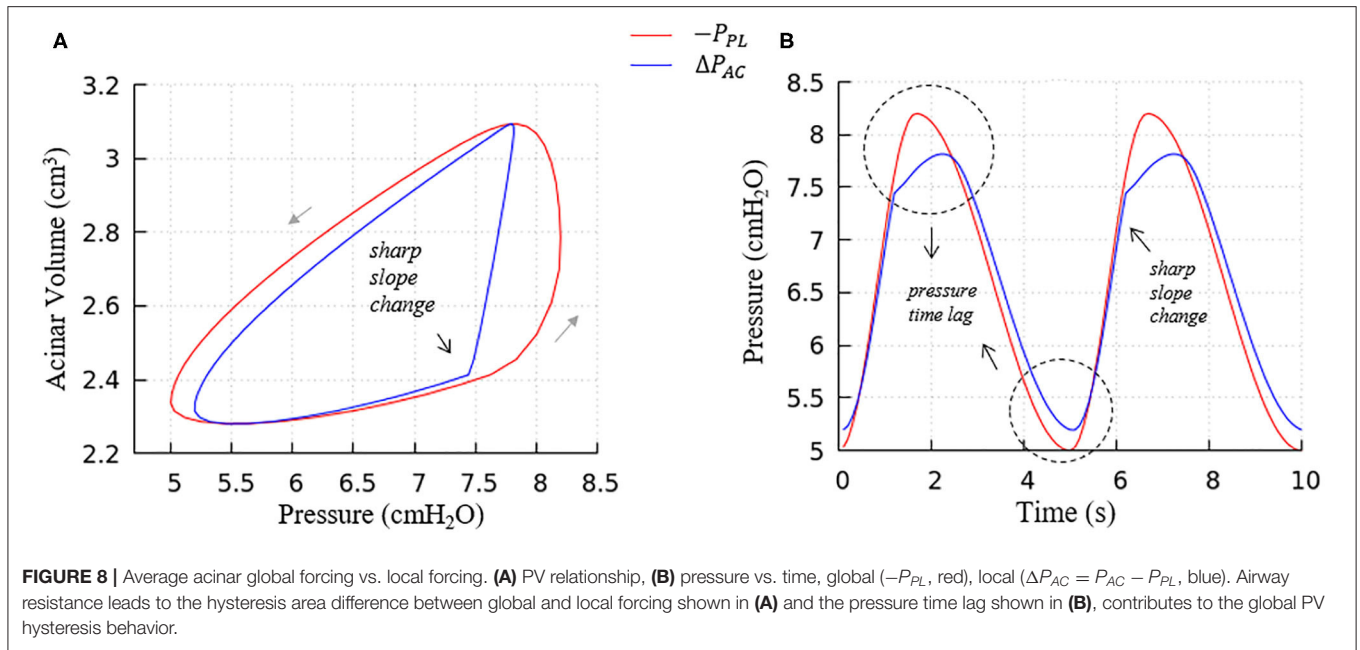 A
−P_PL
ΔP_AC
B
3.2
3
2.8
2.6
2.4
2.2
Acinar Volume (cm³)
sharp
slope
change
5
5.5
6
6.5
7
7.5
8
8.5
Pressure (cmH₂O)
8.5
8
7.5
7
6.5
6
5.5
5
Pressure (cmH₂O)
pressure
time lag
sharp
slope
change
0
2
4
6
8
10
Time (s)
FIGURE 8 | Average acinar global forcing vs. local forcing. (A) PV relationship, (B) pressure vs. time, global (−P_PL, red), local (ΔP_AC = P_AC − P_PL, blue). Airway
resistance leads to the hysteresis area difference between global and local forcing shown in (A) and the pressure time lag shown in (B), contributes to the global PV
hysteresis behavior.